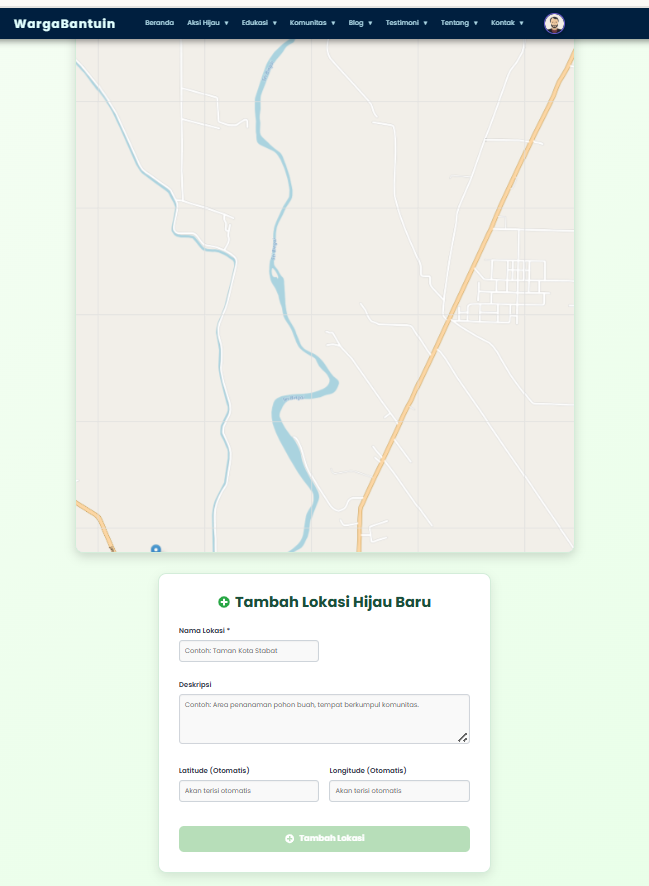 WargaBantuin
Beranda Aksi Hijau Edukasi Komunitas Blog Testimoni Tentang Kontak
Tambah Lokasi Hijau Baru
Nama Lokasi *
Contoh: Taman Kota Stabat
Deskripsi
Contoh: Area penanaman pohon buah, tempat berkumpul komunitas.
Latitude (Otomatis) Longitude (Otomatis)
Akan terisi otomatis Akan terisi otomatis
Tambah Lokasi